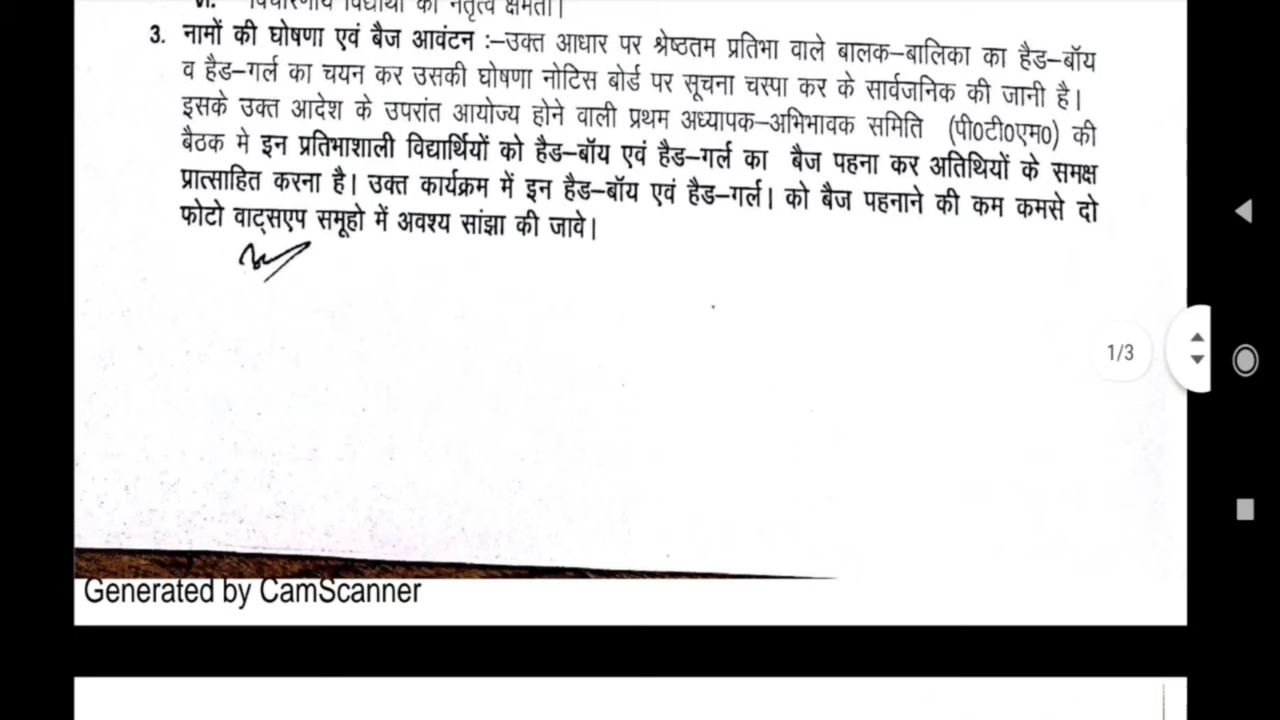 VI. विचारणीय विद्यार्थी की नेतृत्व क्षमता।
3. नामों की घोषणा एवं बैज आवंटन :–उक्त आधार पर श्रेष्ठतम प्रतिभा वाले बालक–बालिका का हैड–बॉय
व हैड–गर्ल का चयन कर उसकी घोषणा नोटिस बोर्ड पर सूचना चस्पा कर के सार्वजनिक की जानी है।
इसके उक्त आदेश के उपरांत आयोज्य होने वाली प्रथम अध्यापक–अभिभावक समिति (पी0टी0एम0) की
बैठक मे इन प्रतिभाशाली विद्यार्थियों को हैड–बॉय एवं हैड–गर्ल का बैज पहना कर अतिथियों के समक्ष
प्रात्साहित करना है। उक्त कार्यक्रम में इन हैड–बॉय एवं हैड–गर्ल। को बैज पहनाने की कम कमसे दो
फोटो वाट्सएप समूहो में अवश्य सांझा की जावे।
1/3
Generated by CamScanner